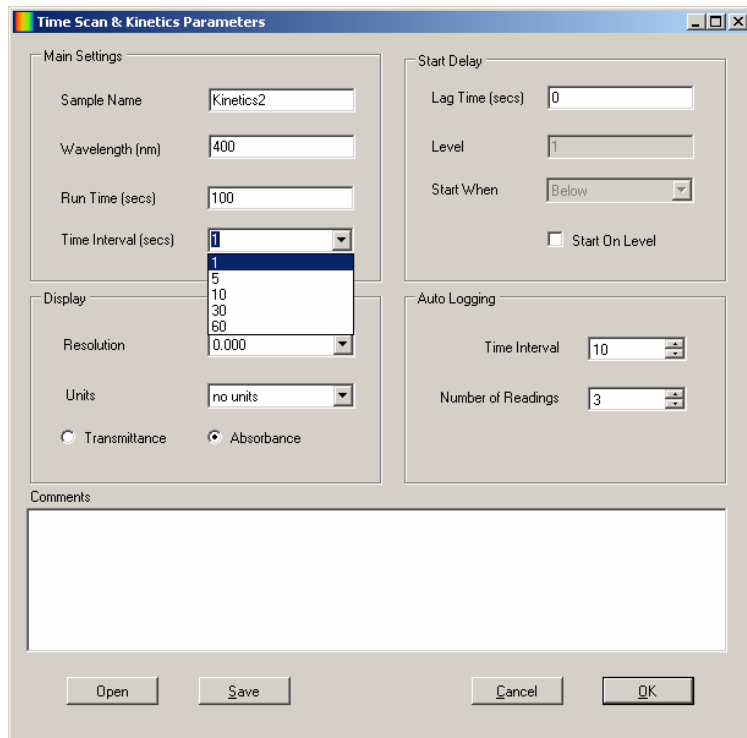 Time Scan & Kinetics Parameters
Main Settings
Sample Name Kinetics2
Wavelength (nm) 400
Run Time (secs) 100
Time Interval (secs) 1
1
5
10
30
60
Start Delay
Lag Time (secs) 0
Level 1
Start When Below
Start On Level
Display
Resolution 0.000
Units no units
Transmittance Absorbance
Auto Logging
Time Interval 10
Number of Readings 3
Comments
Open Save Cancel OK